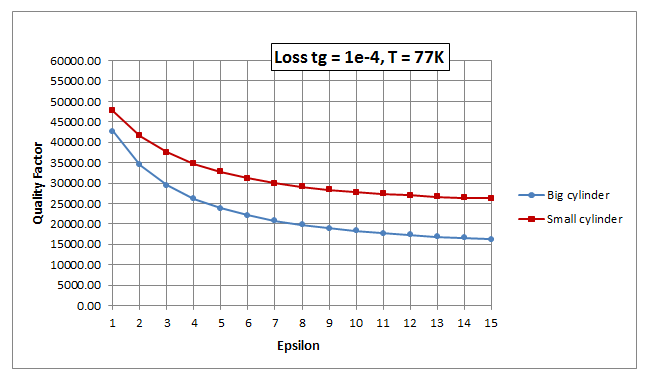 Loss tg = 1e-4, T = 77K
60000.00
55000.00
50000.00
45000.00
40000.00
35000.00
30000.00
25000.00
20000.00
15000.00
10000.00
5000.00
0.00
Quality Factor
1 2 3 4 5 6 7 8 9 10 11 12 13 14 15
Epsilon
Big cylinder
Small cylinder